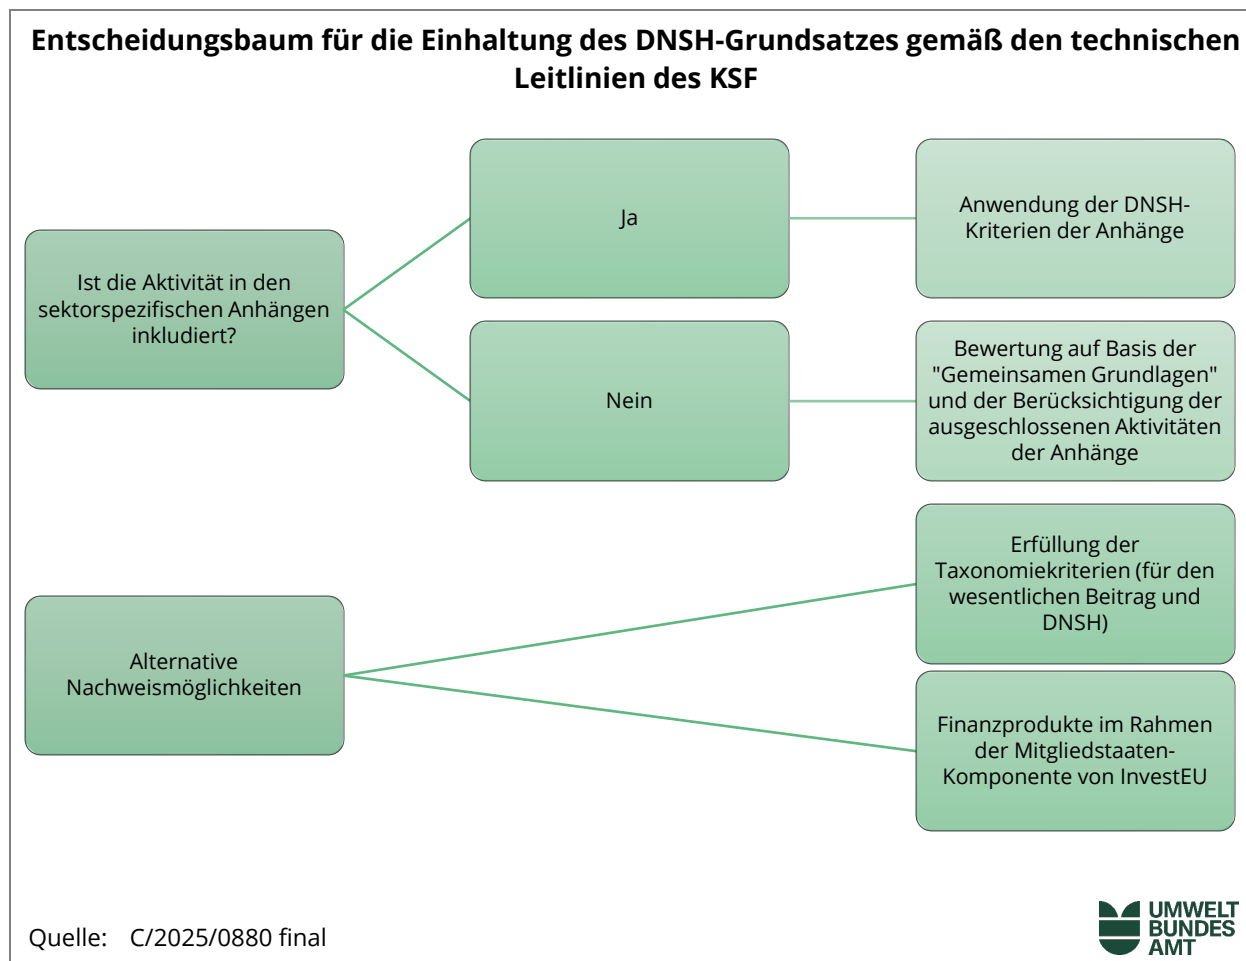 Entscheidungsbaum für die Einhaltung des DNSH-Grundsatzes gemäß den technischen
Leitlinien des KSF
Ist die Aktivität in den
sektorspezifischen Anhängen
inkludiert?
Ja
Anwendung der DNSH-
Kriterien der Anhänge
Nein
Bewertung auf Basis der
"Gemeinsamen Grundlagen"
und der Berücksichtigung der
ausgeschlossenen Aktivitäten
der Anhänge
Alternative
Nachweismöglichkeiten
Erfüllung der
Taxonomiekriterien (für den
wesentlichen Beitrag und
DNSH)
Finanzprodukte im Rahmen
der Mitgliedstaaten-
Komponente von InvestEU
Quelle: C/2025/0880 final
UMWELT
BUNDES
AMT